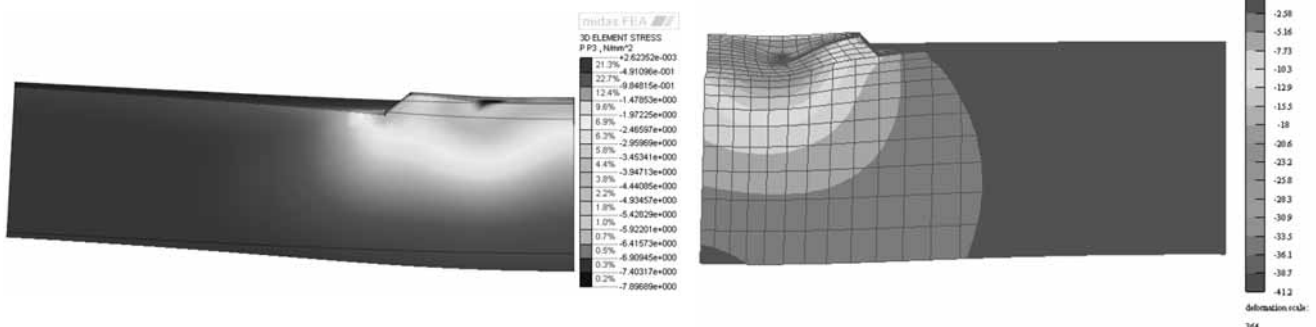 midas FEA
3D ELEMENT STRESS
P P3 , N/mm^2
+2.62352e-003
21.3%
-4.91096e-001
22.7%
-9.84815e-001
12.4%
-1.47853e+000
9.6%
-1.97225e+000
6.9%
-2.46597e+000
6.3%
-2.95969e+000
5.8%
-3.45341e+000
4.4%
-3.94713e+000
3.8%
-4.44085e+000
2.2%
-4.93457e+000
1.8%
-5.42829e+000
1.0%
-5.92201e+000
0.7%
-6.41573e+000
0.5%
-6.90945e+000
0.3%
-7.40317e+000
0.2%
-7.89689e+000
-2.58
-5.16
-7.73
-10.3
-12.9
-15.5
-18
-20.6
-23.2
-25.8
-28.3
-30.9
-33.5
-36.1
-38.7
-41.2
deformation scale: